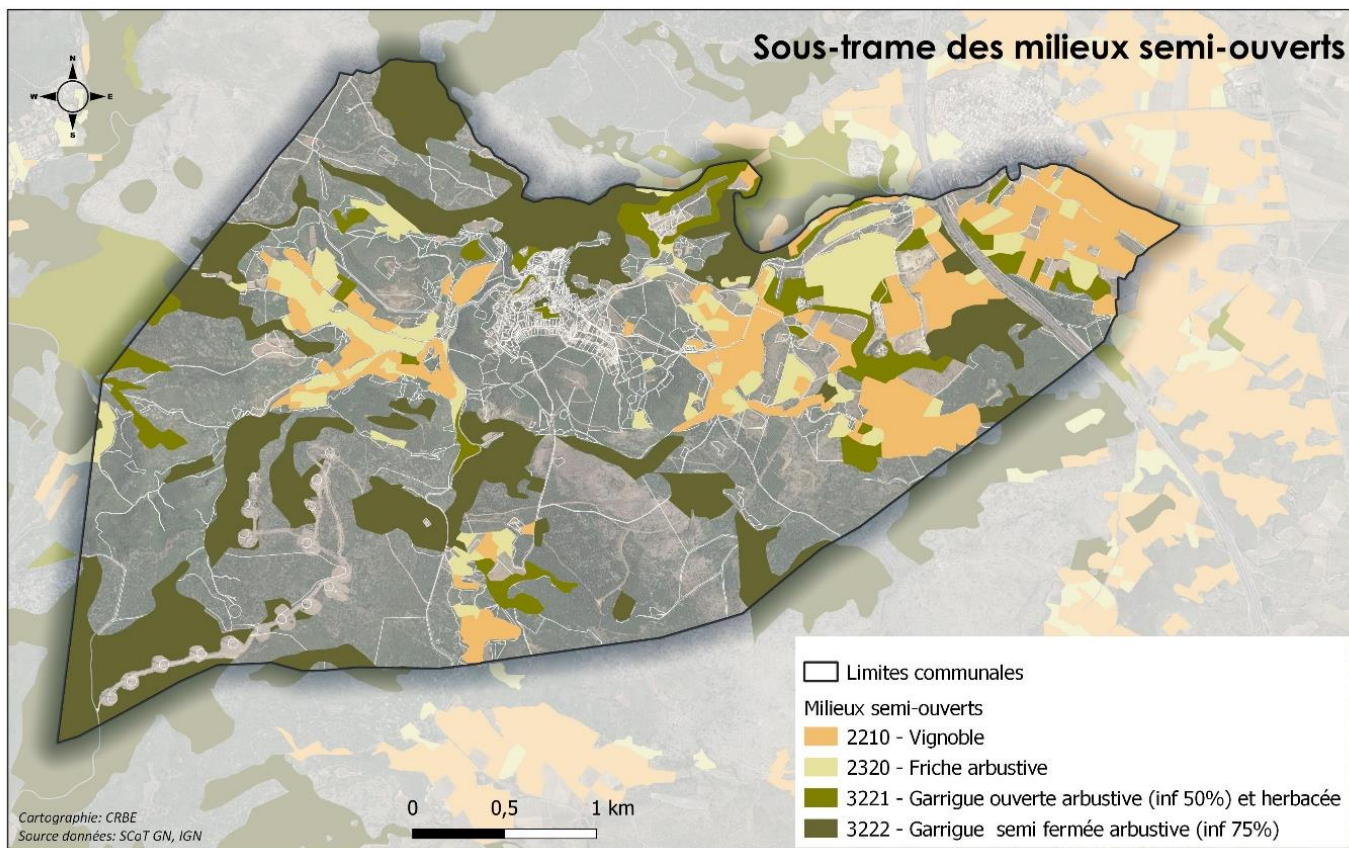 Sous-trame des milieux semi-ouverts
N
W E
S
Limites communales
Milieux semi-ouverts
2210 - Vignoble
2320 - Friche arbustive
3221 - Garrigue ouverte arbustive (inf 50%) et herbacée
3222 - Garrigue semi fermée arbustive (inf 75%)
0 0,5 1 km
Cartographie: CRBE
Source données: SCoT GN, IGN